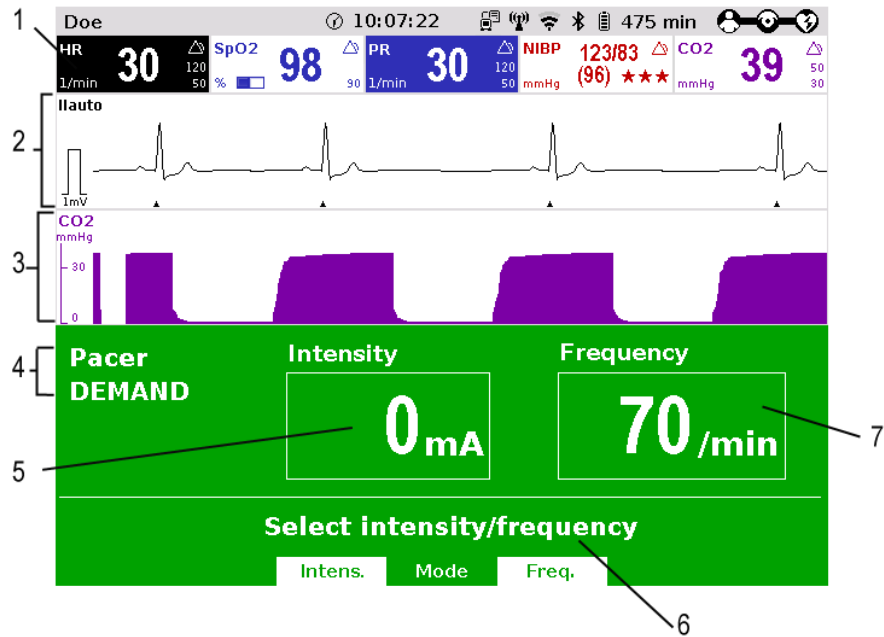 1
Doe 10:07:22 475 min
HR 30 120 50 1/min
SpO2 98 90 %
PR 30 120 50 1/min
NIBP 123/83 (96) ★★★ mmHg
CO2 39 50 30 mmHg
2
IIauto
1mV
3
CO2
mmHg
30
0
4
Pacer
DEMAND
Intensity
0 mA
5
Frequency
70 /min
7
Select intensity/frequency
6
Intens. Mode Freq.